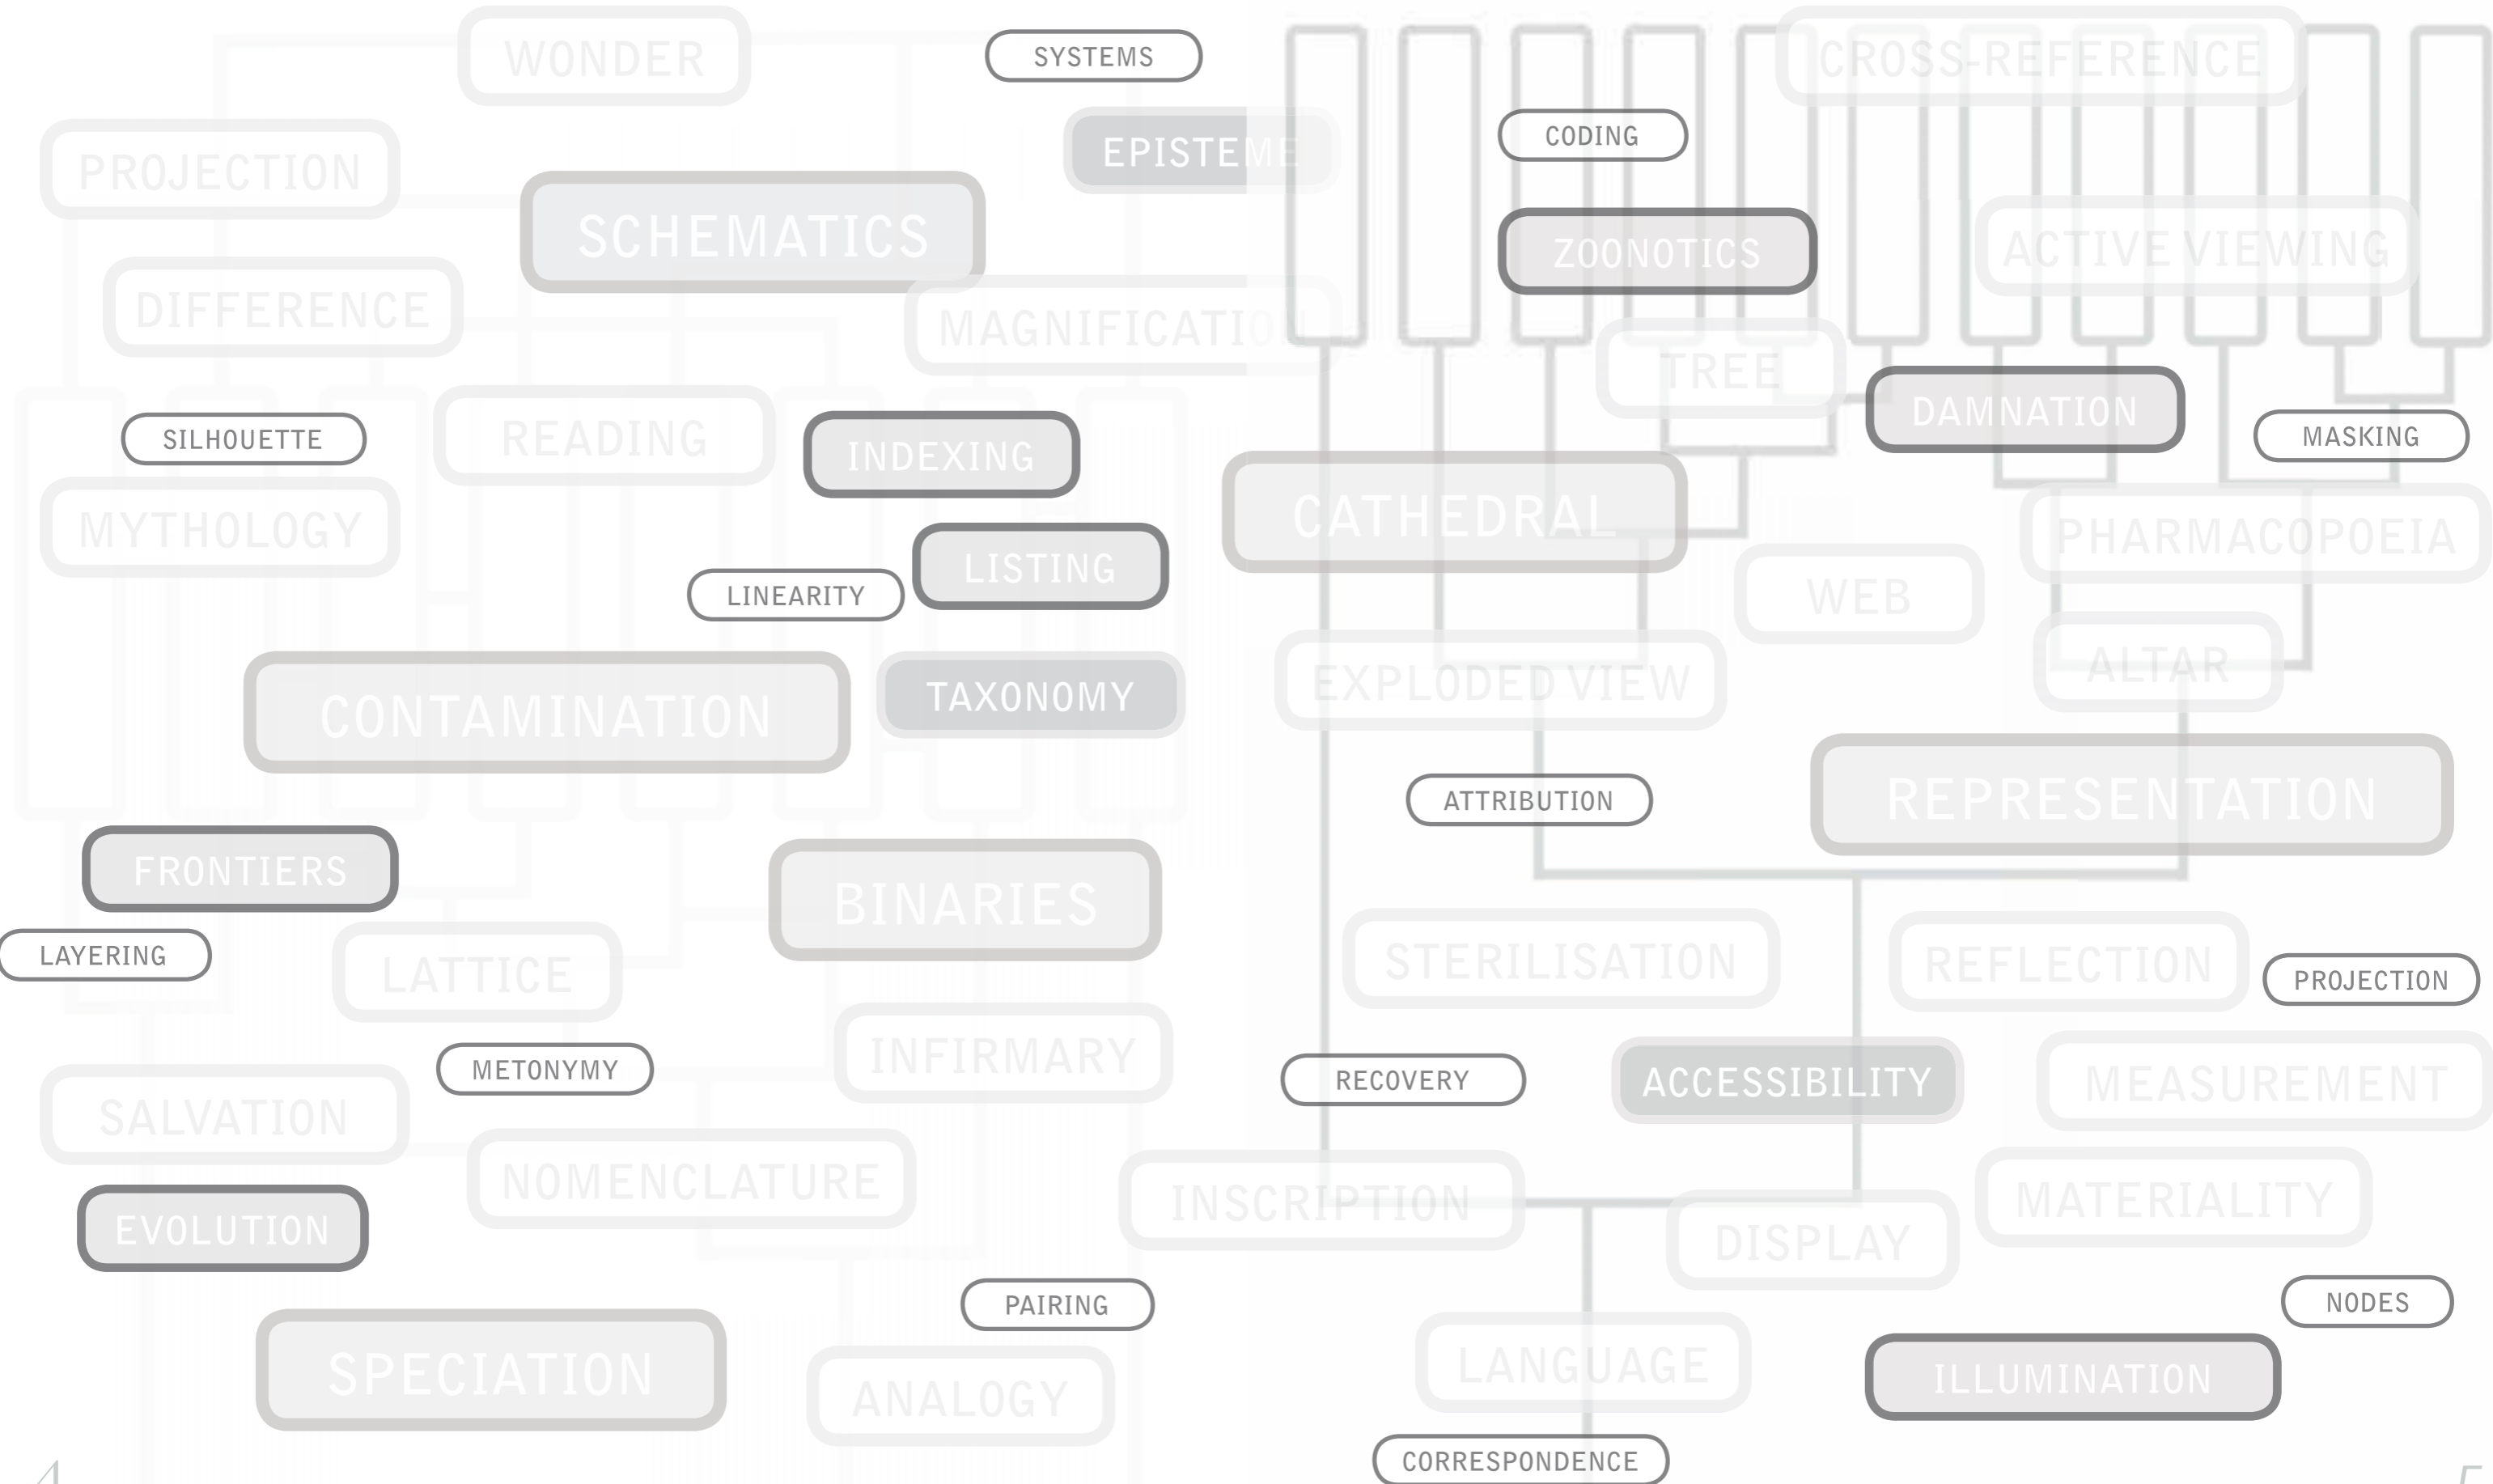 WONDER
SYSTEMS
PROJECTION
EPISTEME
SCHEMATICS
DIFFERENCE
MAGNIFICATION
SILHOUETTE
READING
INDEXING
MYTHOLOGY
LISTING
LINEARITY
CONTAMINATION
TAXONOMY
FRONTIERS
BINARIES
LAYERING
LATTICE
INFIRMARY
METONYMY
SALVATION
NOMENCLATURE
EVOLUTION
PAIRING
SPECIATION
ANALOGY
4
CROSS-REFERENCE
CODING
ZOONOTICS
ACTIVE VIEWING
TREE
DAMNATION
MASKING
CATHEDRAL
PHARMACOPOEIA
WEB
EXPLODED VIEW
ALTAR
ATTRIBUTION
REPRESENTATION
STERILISATION
REFLECTION
PROJECTION
RECOVERY
ACCESSIBILITY
MEASUREMENT
INSCRIPTION
MATERIALITY
DISPLAY
NODES
LANGUAGE
ILLUMINATION
CORRESPONDENCE
5